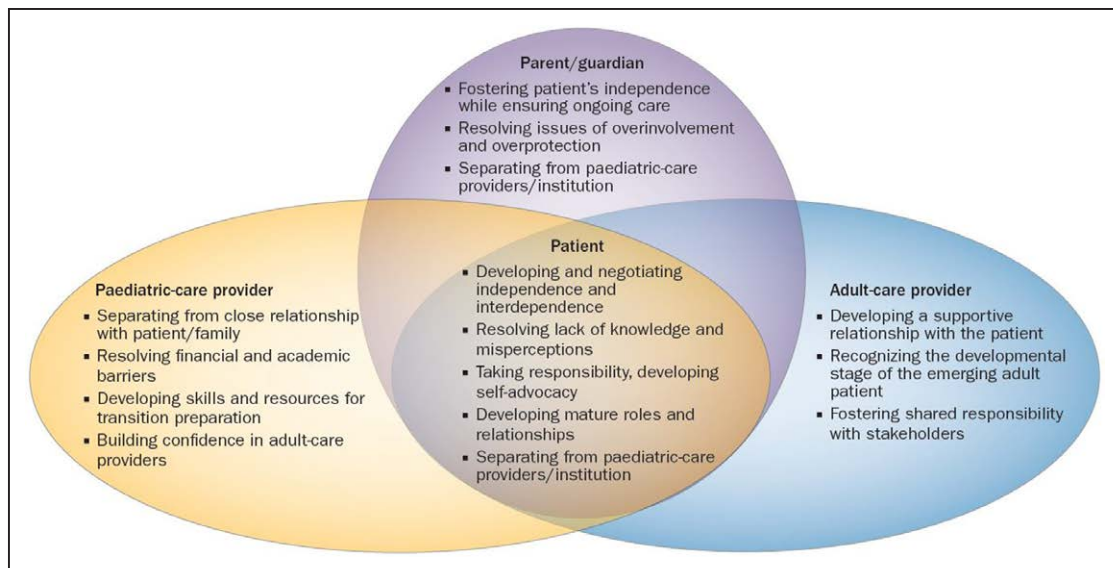 Parent/guardian
▪ Fostering patient's independence
while ensuring ongoing care
▪ Resolving issues of overinvolvement
and overprotection
▪ Separating from paediatric-care
providers/institution
Paediatric-care provider
▪ Separating from close relationship
with patient/family
▪ Resolving financial and academic
barriers
▪ Developing skills and resources for
transition preparation
▪ Building confidence in adult-care
providers
Patient
▪ Developing and negotiating
independence and
interdependence
▪ Resolving lack of knowledge and
misperceptions
▪ Taking responsibility, developing
self-advocacy
▪ Developing mature roles and
relationships
▪ Separating from paediatric-care
providers/institution
Adult-care provider
▪ Developing a supportive
relationship with the patient
▪ Recognizing the developmental
stage of the emerging adult
patient
▪ Fostering shared responsibility
with stakeholders